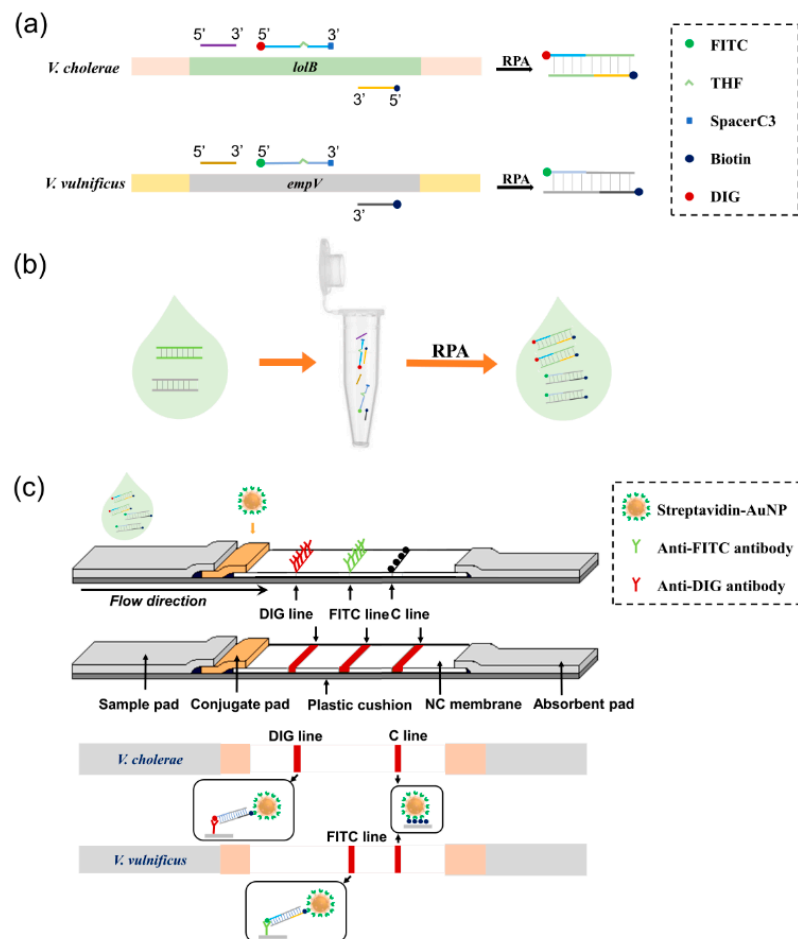 (a)
5' 3' 5' 3'
V. cholerae
lolB
3' 5'
RPA
5' 3' 5' 3'
V. vulnificus
empV
3'
RPA
FITC
THF
SpacerC3
Biotin
DIG
(b)
RPA
(c)
Flow direction
DIG line
FITC line
C line
Streptavidin-AuNP
Anti-FITC antibody
Anti-DIG antibody
Sample pad
Conjugate pad
Plastic cushion
NC membrane
Absorbent pad
DIG line
C line
V. cholerae
FITC line
V. vulnificus